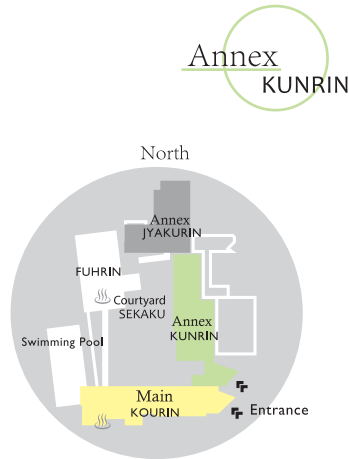 Annex
KUNRIN
North
Annex
JYAKURIN
FUHRIN
Courtyard
SEKAKU
Annex
KUNRIN
Swimming Pool
Main
KOURIN
Entrance